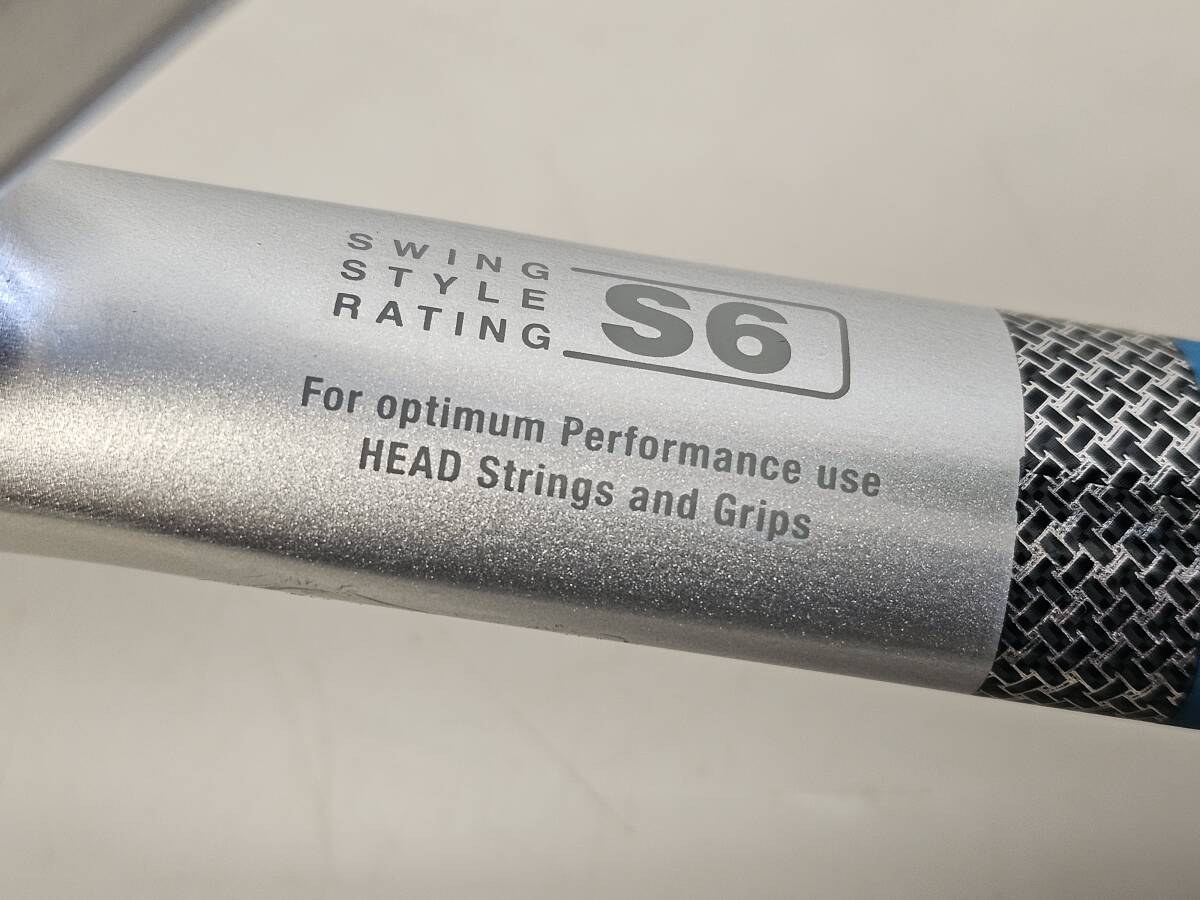 SWING
STYLE
RATING
S6
For optimum Performance use
HEAD Strings and Grips